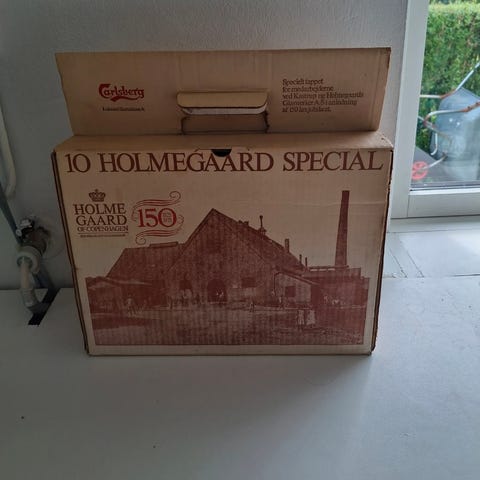 Carlsberg
Specielt tappet
for medarbejderne
ved Kastrup og Holmegaards
Glasværker A/S i anledning
af 150 års jubilæet.
10 HOLMEGAARD SPECIAL
HOLME
GAARD
OF COPENHAGEN
150